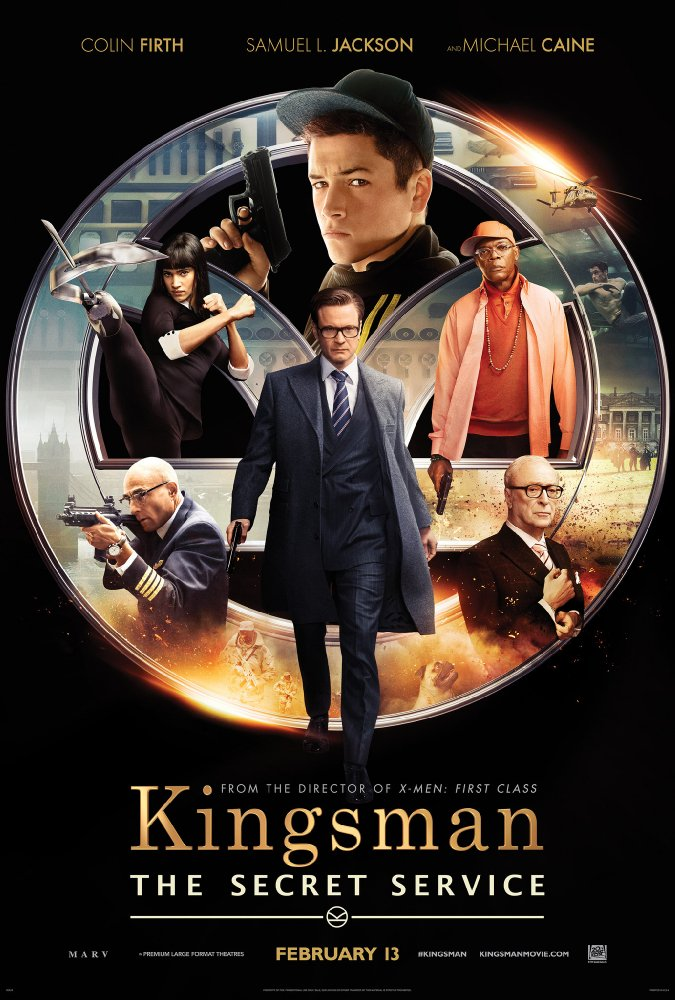 COLIN FIRTH SAMUEL L. JACKSON AND MICHAEL CAINE
FROM THE DIRECTOR OF X-MEN: FIRST CLASS
Kingsman
THE SECRET SERVICE
MARV IN PREMIUM LARGE FORMAT THEATRES FEBRUARY 13 #KINGSMAN KINGSMANMOVIE.COM